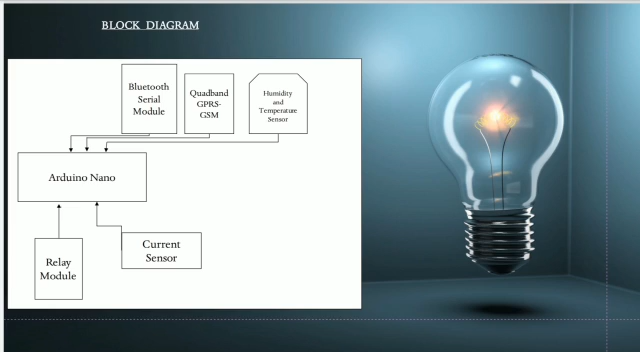 BLOCK DIAGRAM
Bluetooth
Serial
Module
Quadband
GPRS-
GSM
Humidity
and
Temperature
Sensor
Arduino Nano
Current
Sensor
Relay
Module